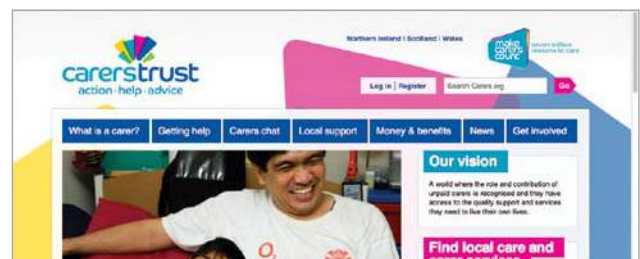 Northern Ireland | Scotland | Wales
make carers count
carerstrust
action·help·advice
Log in | Register
Search Carers.org
Go
What is a carer?
Getting help
Carers chat
Local support
Money & benefits
News
Get involved
Our vision
A world where the role and contribution of
unpaid carers is recognised and they have
access to the quality support and services
they need to live their own lives.
Find local care and